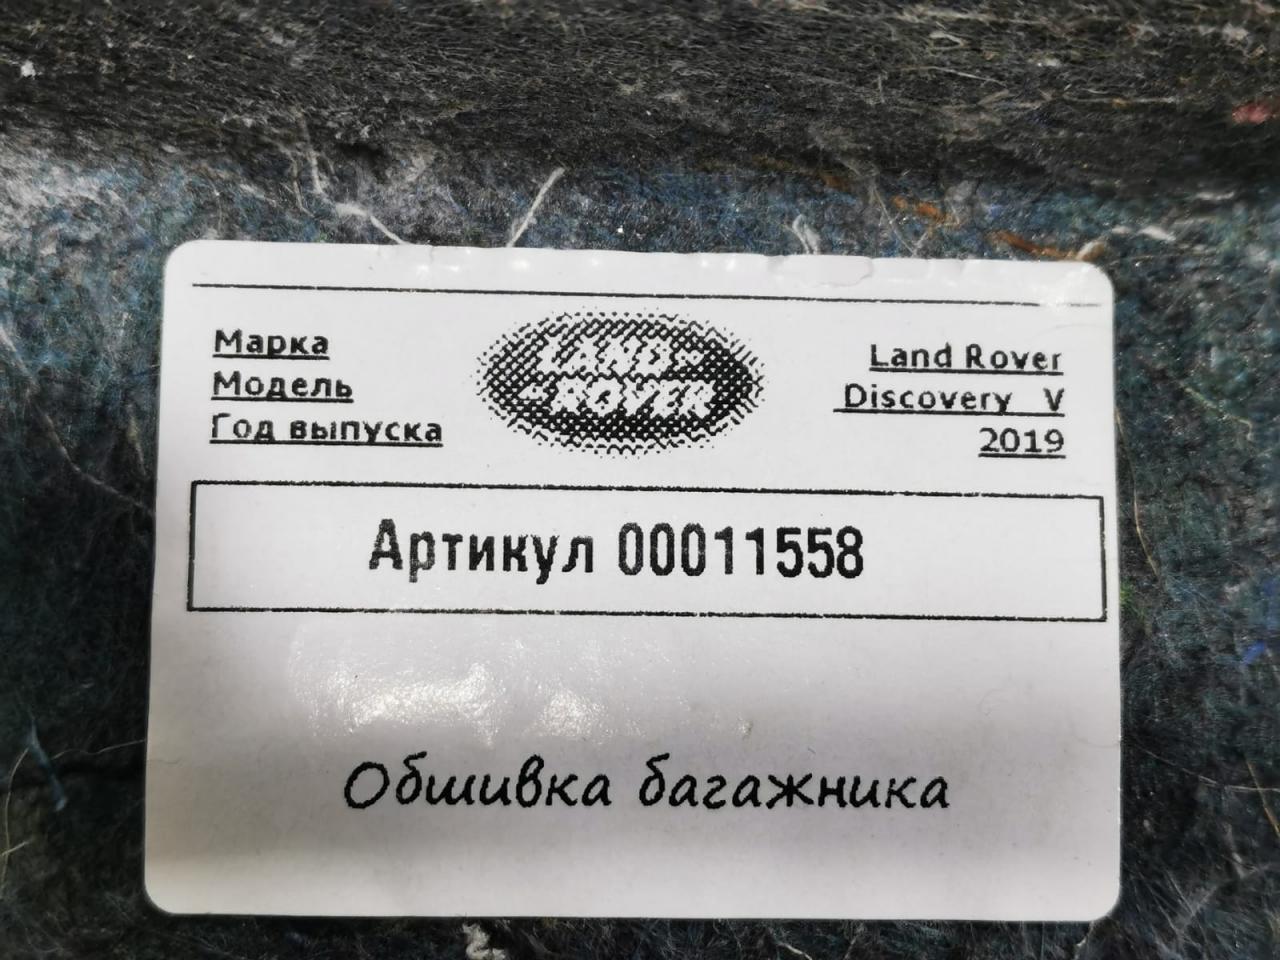 Марка Land Rover
Модель Discovery V
Год выпуска 2019
LAND-
-ROVER
Артикул 00011558
Обшивка багажника